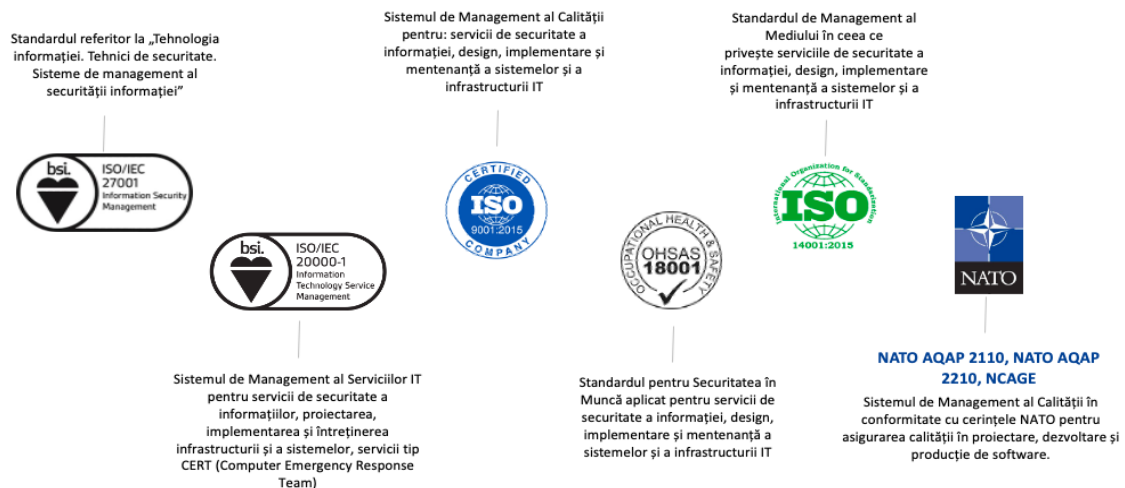 Standardul referitor la „Tehnologia
informației. Tehnici de securitate.
Sisteme de management al
securității informației”
bsi.
ISO/IEC
27001
Information Security
Management
bsi.
ISO/IEC
20000-1
Information
Technology Service
Management
Sistemul de Management al Serviciilor IT
pentru servicii de securitate a
informațiilor, proiectarea,
implementarea și întreținerea
infrastructurii și a sistemelor, servicii tip
CERT (Computer Emergency Response
Team)
Sistemul de Management al Calității
pentru: servicii de securitate a
informației, design, implementare și
mentenanță a sistemelor și a
infrastructurii IT
CERTIFIED
ISO
9001:2015
COMPANY
OCCUPATIONAL HEALTH & SAFETY
OHSAS
18001
Standardul pentru Securitatea în
Muncă aplicat pentru servicii de
securitate a informației, design,
implementare și mentenanță a
sistemelor și a infrastructurii IT
Standardul de Management al
Mediului în ceea ce
privește serviciile de securitate a
informației, design, implementare
și mentenanță a sistemelor și a
infrastructurii IT
International Organization for Standardization
ISO
14001:2015
NATO
NATO AQAP 2110, NATO AQAP
2210, NCAGE
Sistemul de Management al Calității în
conformitate cu cerințele NATO pentru
asigurarea calității în proiectare, dezvoltare și
producție de software.